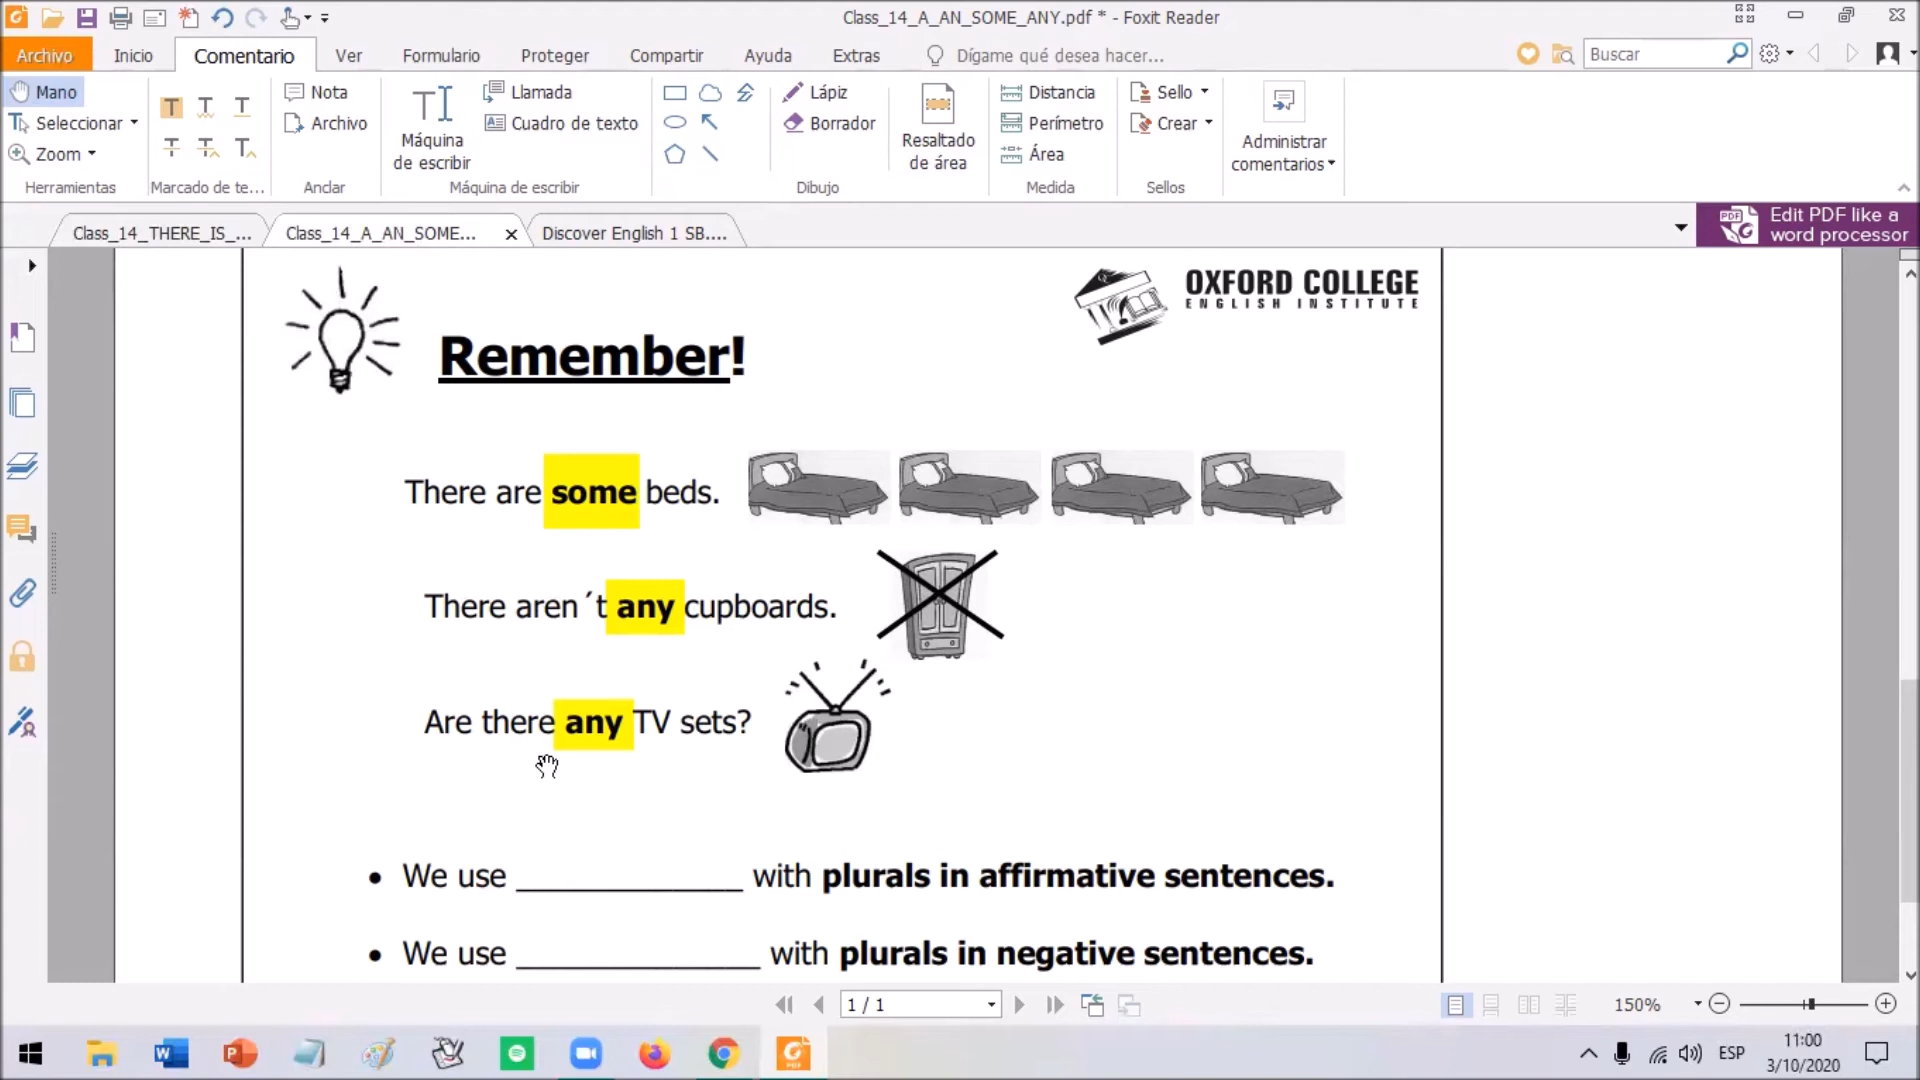 Class_14_A_AN_SOME_ANY.pdf * - Foxit Reader
Archivo Inicio Comentario Ver Formulario Proteger Compartir Ayuda Extras Dígame qué desea hacer... Buscar
Mano
Seleccionar
Zoom
Herramientas
Marcado de te...
Nota
Archivo
Anclar
Máquina
de escribir
Llamada
Cuadro de texto
Máquina de escribir
Lápiz
Borrador
Dibujo
Resaltado
de área
Distancia
Perímetro
Área
Medida
Sello
Crear
Sellos
Administrar
comentarios
Class_14_THERE_IS_... Class_14_A_AN_SOME... Discover English 1 SB....
Edit PDF like a
word processor
OXFORD COLLEGE
ENGLISH INSTITUTE
Remember!
There are some beds.
There aren´t any cupboards.
Are there any TV sets?
• We use _____________ with plurals in affirmative sentences.
• We use ______________ with plurals in negative sentences.
1 / 1
150%
ESP
11:00
3/10/2020